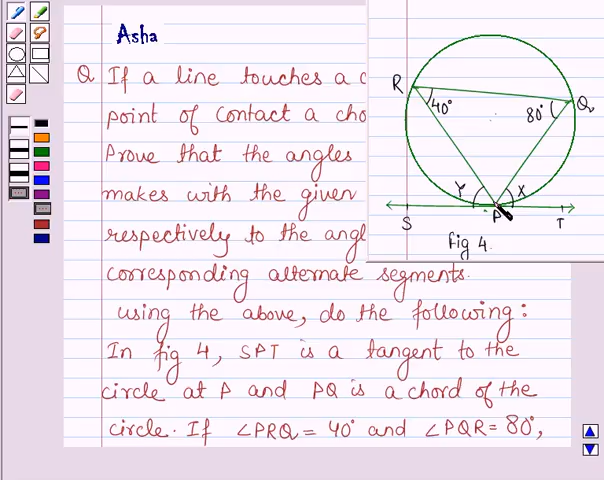 Asha
Q If a line touches a c
point of contact a cho
Prove that the angles
makes with the given
respectively to the angl
corresponding alternate segments.
using the above, do the following:
In fig 4, SPT is a tangent to the
circle at P and PQ is a chord of the
circle. If ∠PRQ = 40° and ∠PQR = 80°,
R
40°
80°
Q
Y
X
S
P
T
Fig 4.